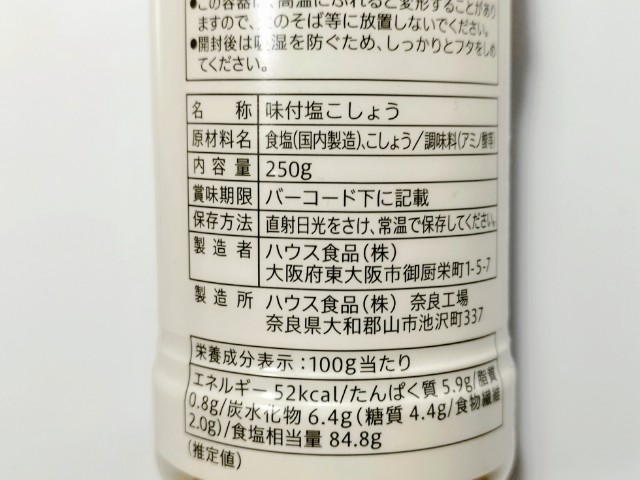 ●この容器は、高温にふれると変形することがあり
ますので、火のそば等に放置しないでください。
●開封後は吸湿を防ぐため、しっかりとフタをしめ
てください。
名称 味付塩こしょう
原材料名 食塩(国内製造)、こしょう/調味料(アミノ酸等)
内容量 250g
賞味期限 バーコード下に記載
保存方法 直射日光をさけ、常温で保存してください。
製造者 ハウス食品(株)
大阪府東大阪市御厨栄町1-5-7
製造所 ハウス食品(株) 奈良工場
奈良県大和郡山市池沢町337
栄養成分表示:100g当たり
エネルギー 52kcal/たんぱく質 5.9g/脂質
0.8g/炭水化物 6.4g(糖質 4.4g/食物繊維
2.0g)/食塩相当量 84.8g
(推定値)